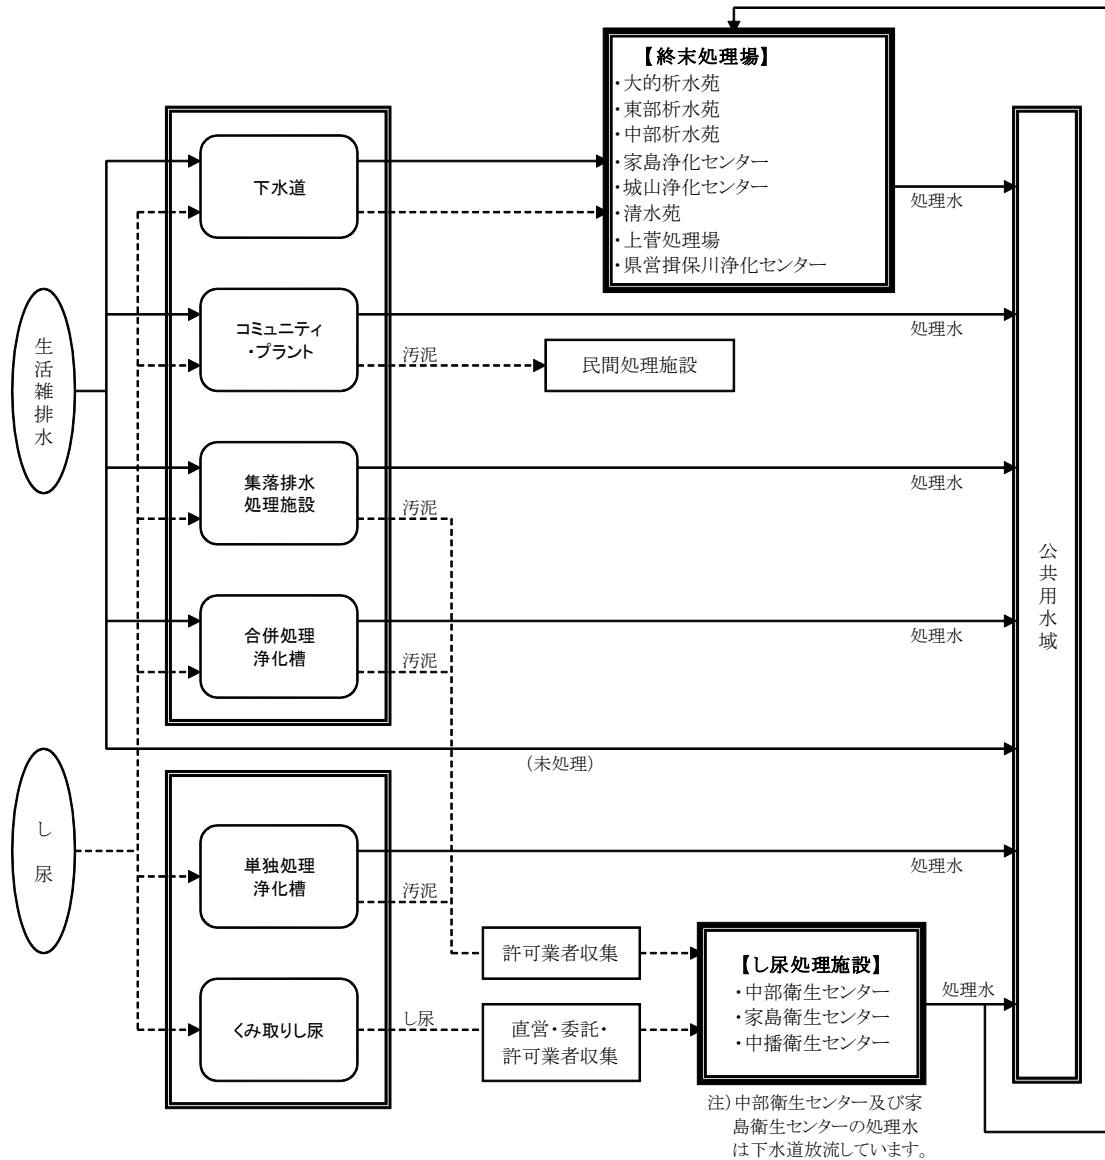 【終末処理場】
・大的析水苑
・東部析水苑
・中部析水苑
・家島浄化センター
・城山浄化センター
・清水苑
・上菅処理場
・県営揖保川浄化センター
処理水
下水道
生活雑排水
コミュニティ
・プラント
汚泥
民間処理施設
処理水
集落排水
処理施設
汚泥
処理水
公共用水域
合併処理
浄化槽
汚泥
処理水
(未処理)
し尿
単独処理
浄化槽
汚泥
処理水
許可業者収集
【し尿処理施設】
・中部衛生センター
・家島衛生センター
・中播衛生センター
処理水
くみ取りし尿
し尿
直営・委託・
許可業者収集
注)中部衛生センター及び家
島衛生センターの処理水
は下水道放流しています。